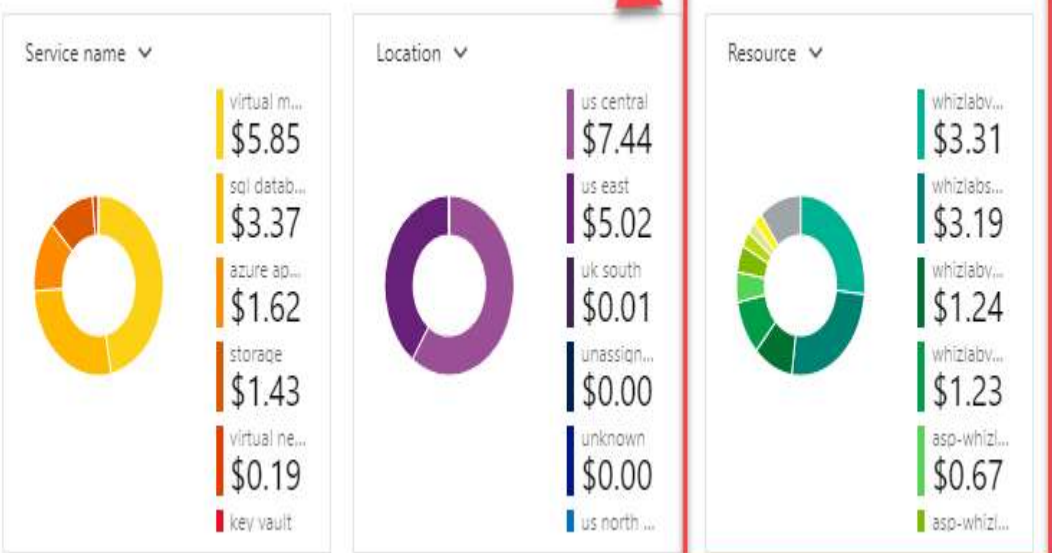 Service name
virtual m...
$5.85
sql datab...
$3.37
azure ap...
$1.62
storage
$1.43
virtual ne...
$0.19
key vault
Location
us central
$7.44
us east
$5.02
uk south
$0.01
unassign...
$0.00
unknown
$0.00
us north ...
Resource
whizlabv...
$3.31
whizlabs...
$3.19
whizlabv...
$1.24
whizlabv...
$1.23
asp-whizl...
$0.67
asp-whizl...